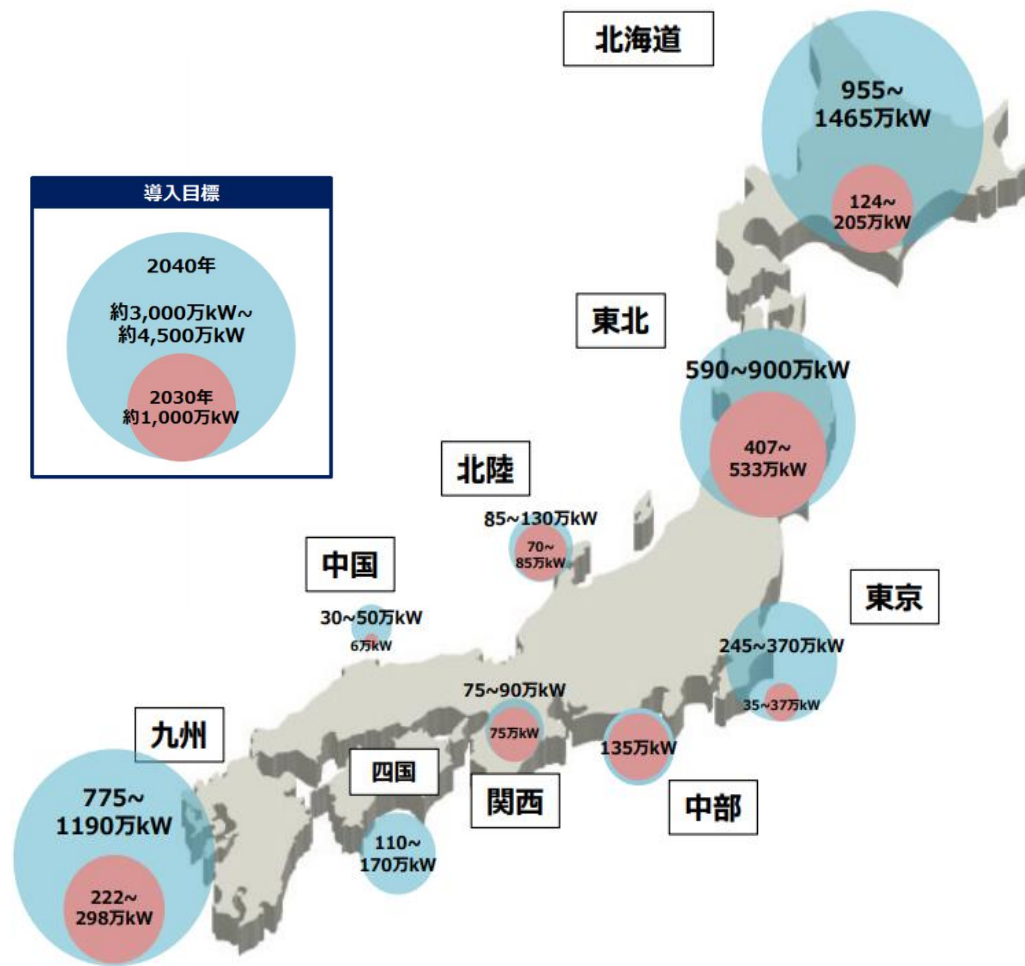 北海道
955~
1465万kW
124~
205万kW
導入目標
2040年
約3,000万kW~
約4,500万kW
2030年
約1,000万kW
東北
590~900万kW
407~
533万kW
北陸
85~130万kW
70~
85万kW
中国
30~50万kW
6万kW
東京
245~370万kW
35~37万kW
75~90万kW
75万kW
関西
135万kW
中部
九州
775~
1190万kW
222~
298万kW
四国
110~
170万kW